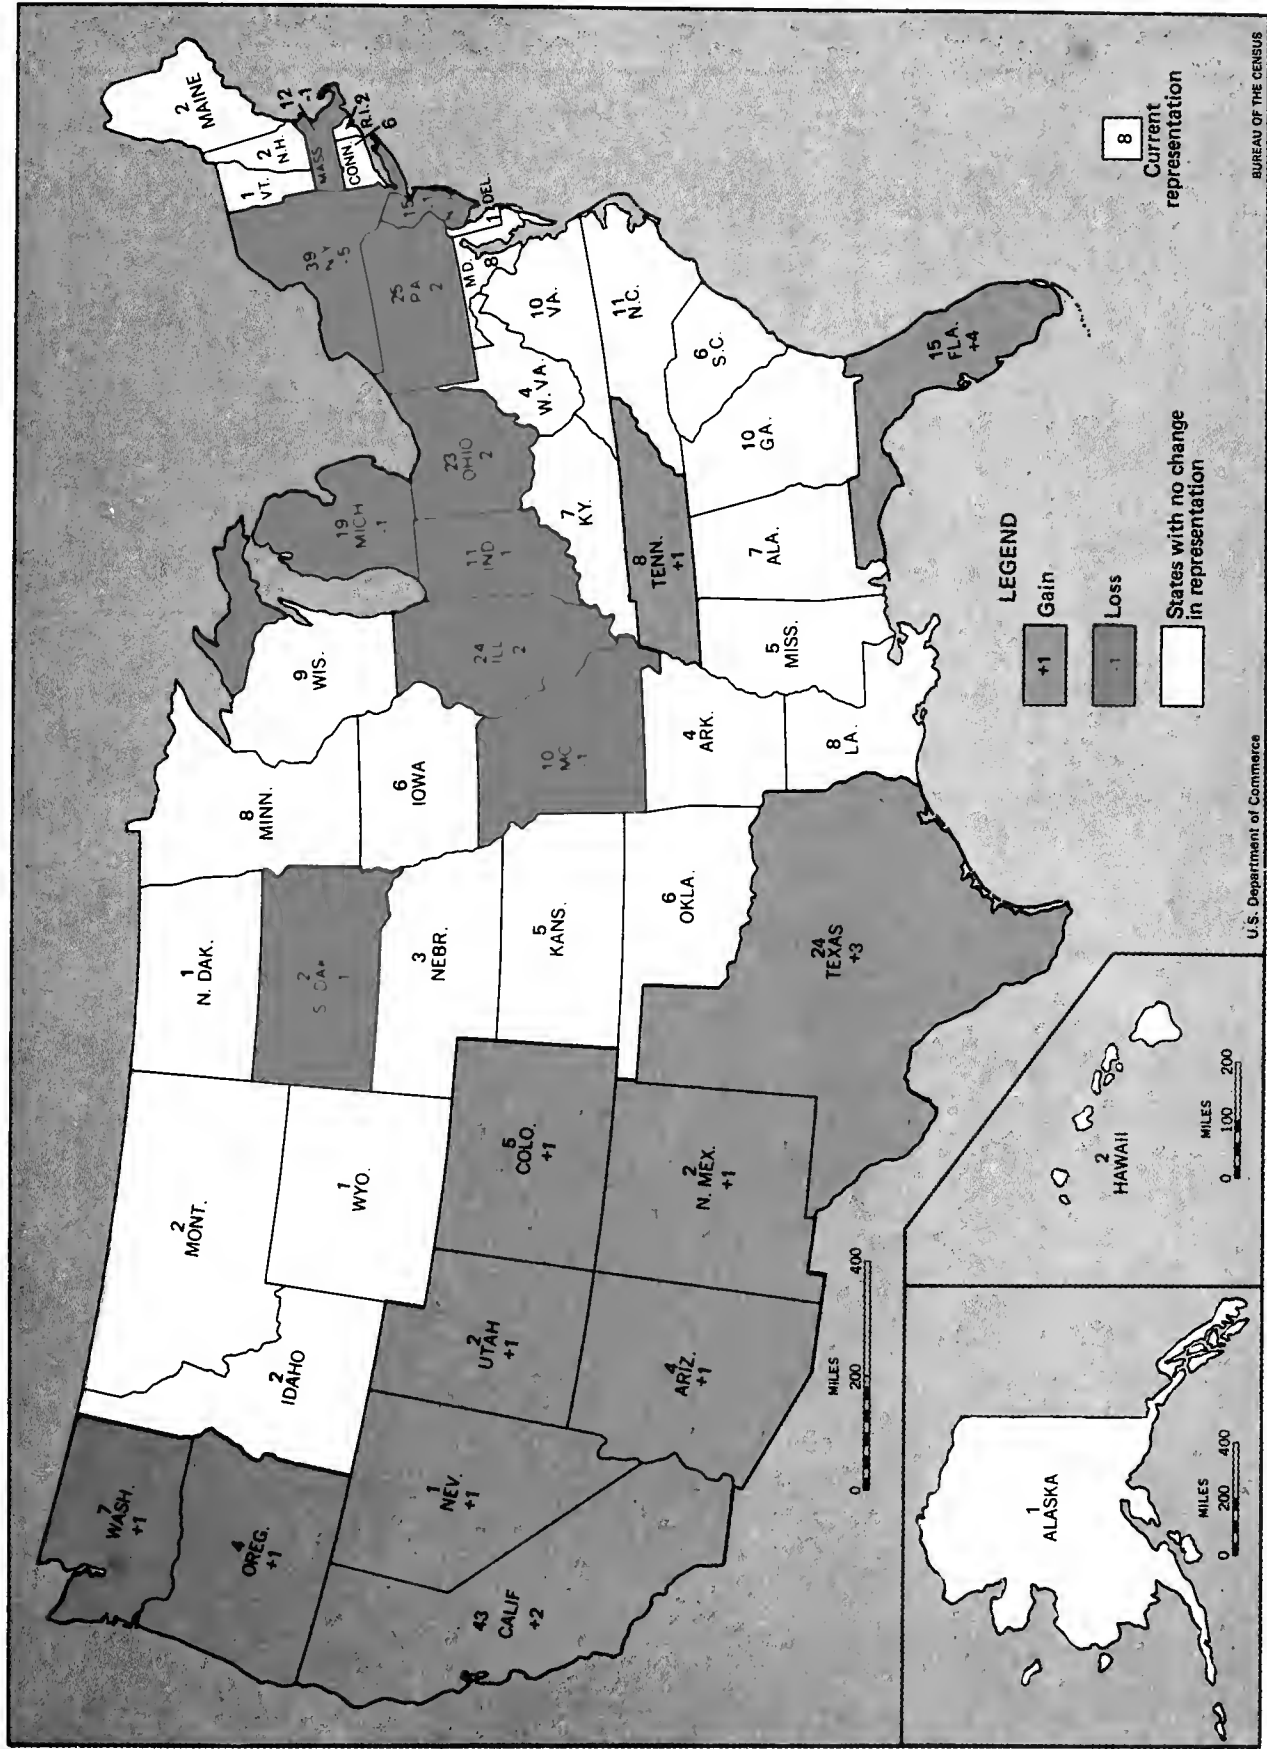 7
WASH.
+1
4
OREG.
+1
43
CALIF
+2
1
NEV.
+1
2
IDAHO
2
MONT.
1
WYO.
2
UTAH
+1
4
ARIZ.
+1
5
COLO.
+1
2
N. MEX.
+1
1
N. DAK.
2
S
1
3
NEBR.
5
KANS.
6
OKLA.
24
TEXAS
+3
8
MINN.
6
IOWA
10
-1
4
ARK.
8
LA.
9
WIS.
24
ILL
2
5
MISS.
19
MICH
-1
11
IND
1
23
OHIO
2
7
KY.
8
TENN.
+1
7
ALA.
10
GA.
15
FLA.
+4
6
S.C.
11
N.C.
10
VA.
4
W. VA.
MD.
8
1 DEL.
25
PA
2
15
-1
39
N Y
-5
1
VT.
2
N.H.
2
MAINE
MASS
12
-1
CONN.
R.I.-2
6
1
ALASKA
MILES
0 200 400
2
HAWAII
MILES
0 100 200
MILES
0 200 400
LEGEND
+1 Gain
-1 Loss
States with no change
in representation
8
Current
representation
U.S. Department of Commerce
BUREAU OF THE CENSUS